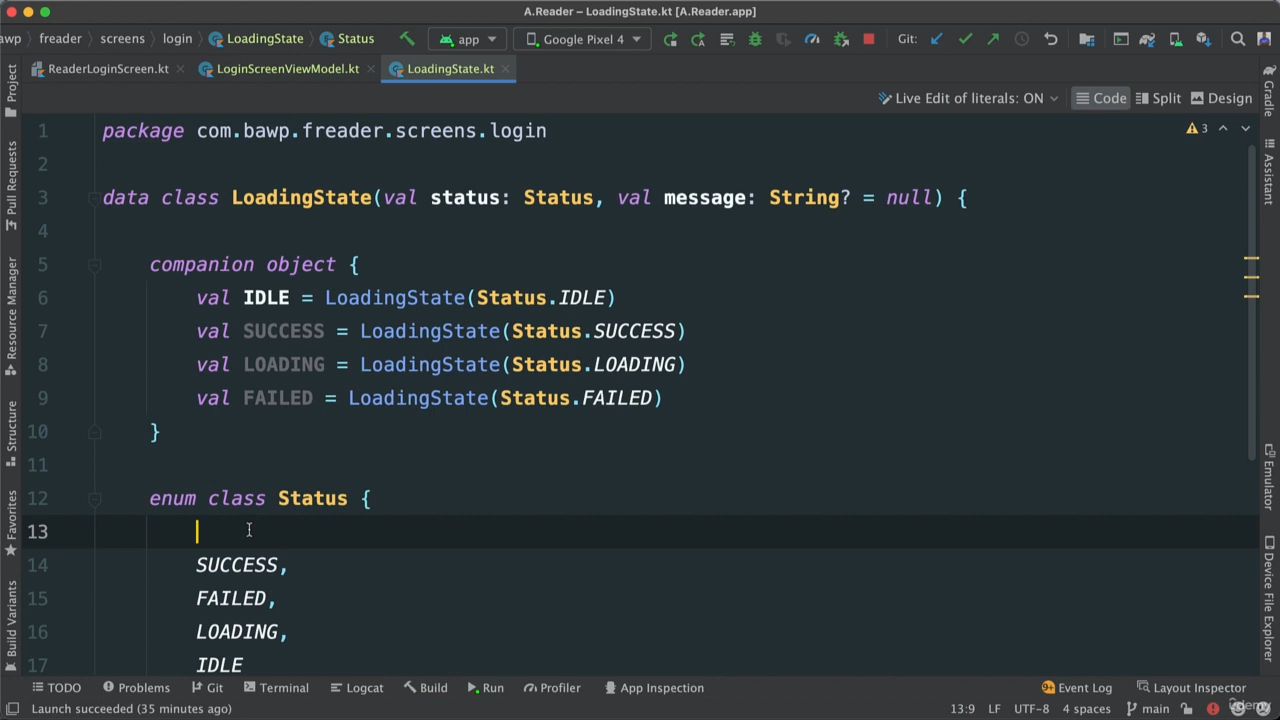 A.Reader – LoadingState.kt [A.Reader.app]
awp freader screens login LoadingState Status app Google Pixel 4 Git:
ReaderLoginScreen.kt LoginScreenViewModel.kt LoadingState.kt
Live Edit of literals: ON Code Split Design
1 package com.bawp.freader.screens.login
3
2
3 data class LoadingState(val status: Status, val message: String? = null) {
4
5 companion object {
6 val IDLE = LoadingState(Status.IDLE)
7 val SUCCESS = LoadingState(Status.SUCCESS)
8 val LOADING = LoadingState(Status.LOADING)
9 val FAILED = LoadingState(Status.FAILED)
10 }
11
12 enum class Status {
13
14 SUCCESS,
15 FAILED,
16 LOADING,
17 IDLE
Project
Pull Requests
Resource Manager
Structure
Favorites
Build Variants
Gradle
Assistant
Emulator
Device File Explorer
TODO Problems Git Terminal Logcat Build Run Profiler App Inspection 9+ Event Log Layout Inspector
Launch succeeded (35 minutes ago) 13:9 LF UTF-8 4 spaces main
udemy